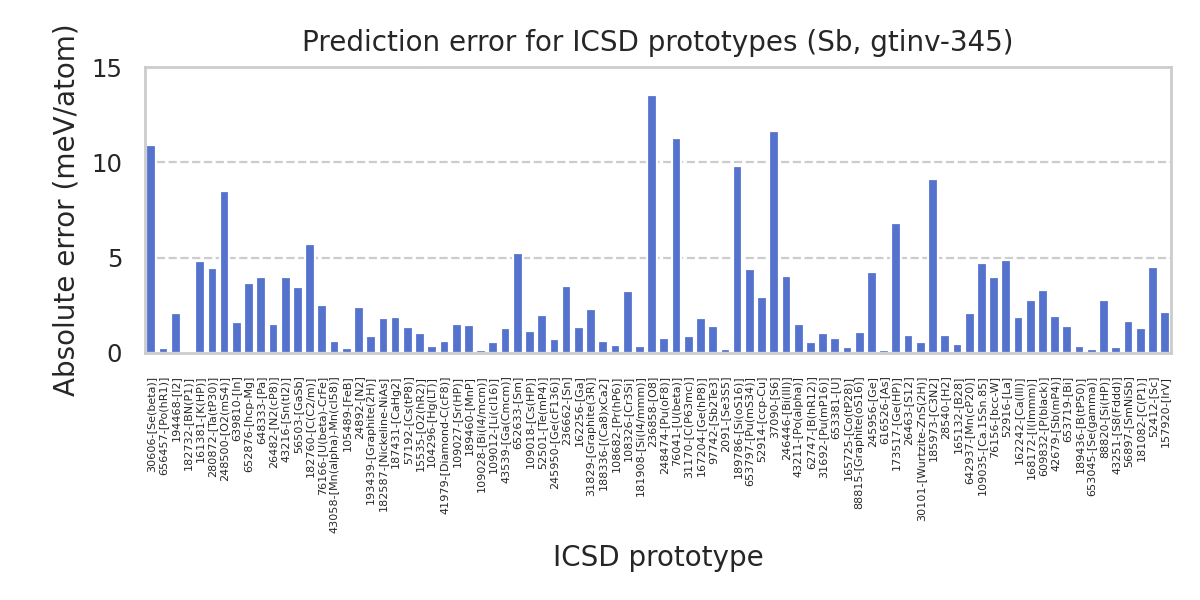 Prediction error for ICSD prototypes (Sb, gtinv-345)
Absolute error (meV/atom)
15
10
5
0
30606-[Se(beta)]
656457-[Po(hR1)]
194468-[I2]
182732-[BN(P1)]
161381-[K(HP)]
280872-[Ga(tP30)]
248500-[O2(mS4)]
639810-[In]
652876-[hcp-Mg]
648333-[Pa]
26482-[N2(cP8)]
43216-[Sn(tI2)]
56503-[GaSb]
182760-[C(C2/m)]
76166-[U(beta)-CrFe]
43058-[Mn(alpha)-Mn(cI58)]
105489-[FeB]
24892-[N2]
193439-[Graphite(2H)]
182587-[Nickeline-NiAs]
187431-[CaHg2]
57192-[Cs(tP8)]
15535-[O2(hR2)]
104296-[Hg(LT)]
41979-[Diamond-C(cF8)]
109027-[Sr(HP)]
189460-[MnP]
109028-[Bi(I4/mcm)]
109012-[Li(cI16)]
43539-[Ga(Cmcm)]
652633-[Sm]
109018-[Cs(HP)]
52501-[Te(mP4)]
245950-[Ge(cF136)]
236662-[Sn]
162256-[Ga]
31829-[Graphite(3R)]
188336-[(Ca8)xCa2]
108682-[Pr(hP6)]
108326-[Cr3Si]
181908-[Si(I4/mmm)]
236858-[O8]
248474-[Pu(oF8)]
76041-[U(beta)]
31170-[C(P63mc)]
167204-[Ge(hP8)]
97742-[Sb2Te3]
2091-[Se3S5]
189786-[Si(oS16)]
653797-[Pu(mS34)]
52914-[ccp-Cu]
37090-[S6]
246446-[Bi(III)]
43211-[Po(alpha)]
62747-[B(hR12)]
31692-[Pu(mP16)]
653381-[U]
165725-[Co(tP28)]
88815-[Graphite(oS16)]
245956-[Ge]
616526-[As]
173517-[Ge(HP)]
26463-[S12]
30101-[Wurtzite-ZnS(2H)]
185973-[C3N2]
28540-[H2]
165132-[B28]
642937-[Mn(cP20)]
109035-[Ca.15Sn.85]
76156-[bcc-W]
52916-[La]
162242-[Ca(III)]
168172-[I(Immm)]
609832-[P(black)]
42679-[Sb(mP4)]
653719-[Bi]
189436-[B(tP50)]
653045-[Se(gamma)]
88820-[Si(HP)]
43251-[S8(Fddd)]
56897-[SmNiSb]
181082-[C(P1)]
52412-[Sc]
157920-[IrV]
ICSD prototype